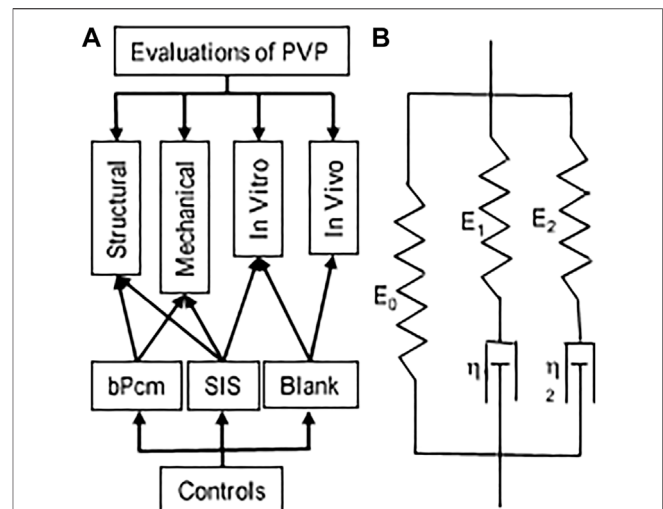 A
Evaluations of PVP
Structural
Mechanical
In Vitro
In Vivo
bPcm
SIS
Blank
Controls
B
E0
E1
E2
η
η
2